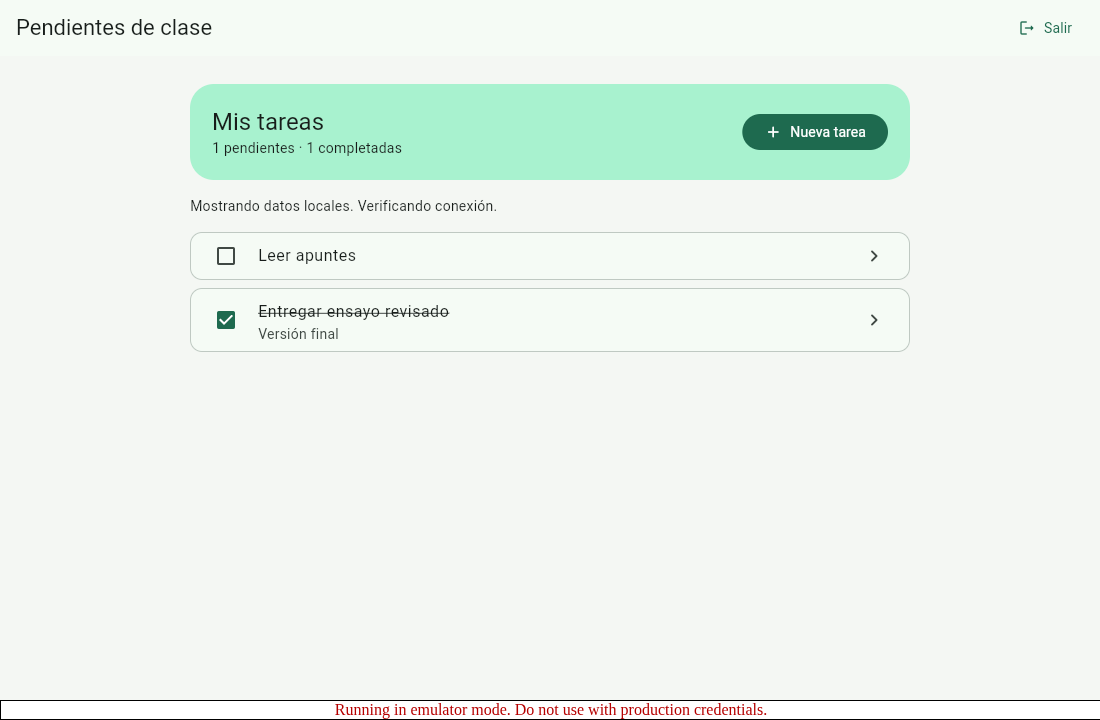 Pendientes de clase
Salir
Mis tareas
1 pendientes · 1 completadas
Nueva tarea
Mostrando datos locales. Verificando conexión.
Leer apuntes
Entregar ensayo revisado
Versión final
Running in emulator mode. Do not use with production credentials.